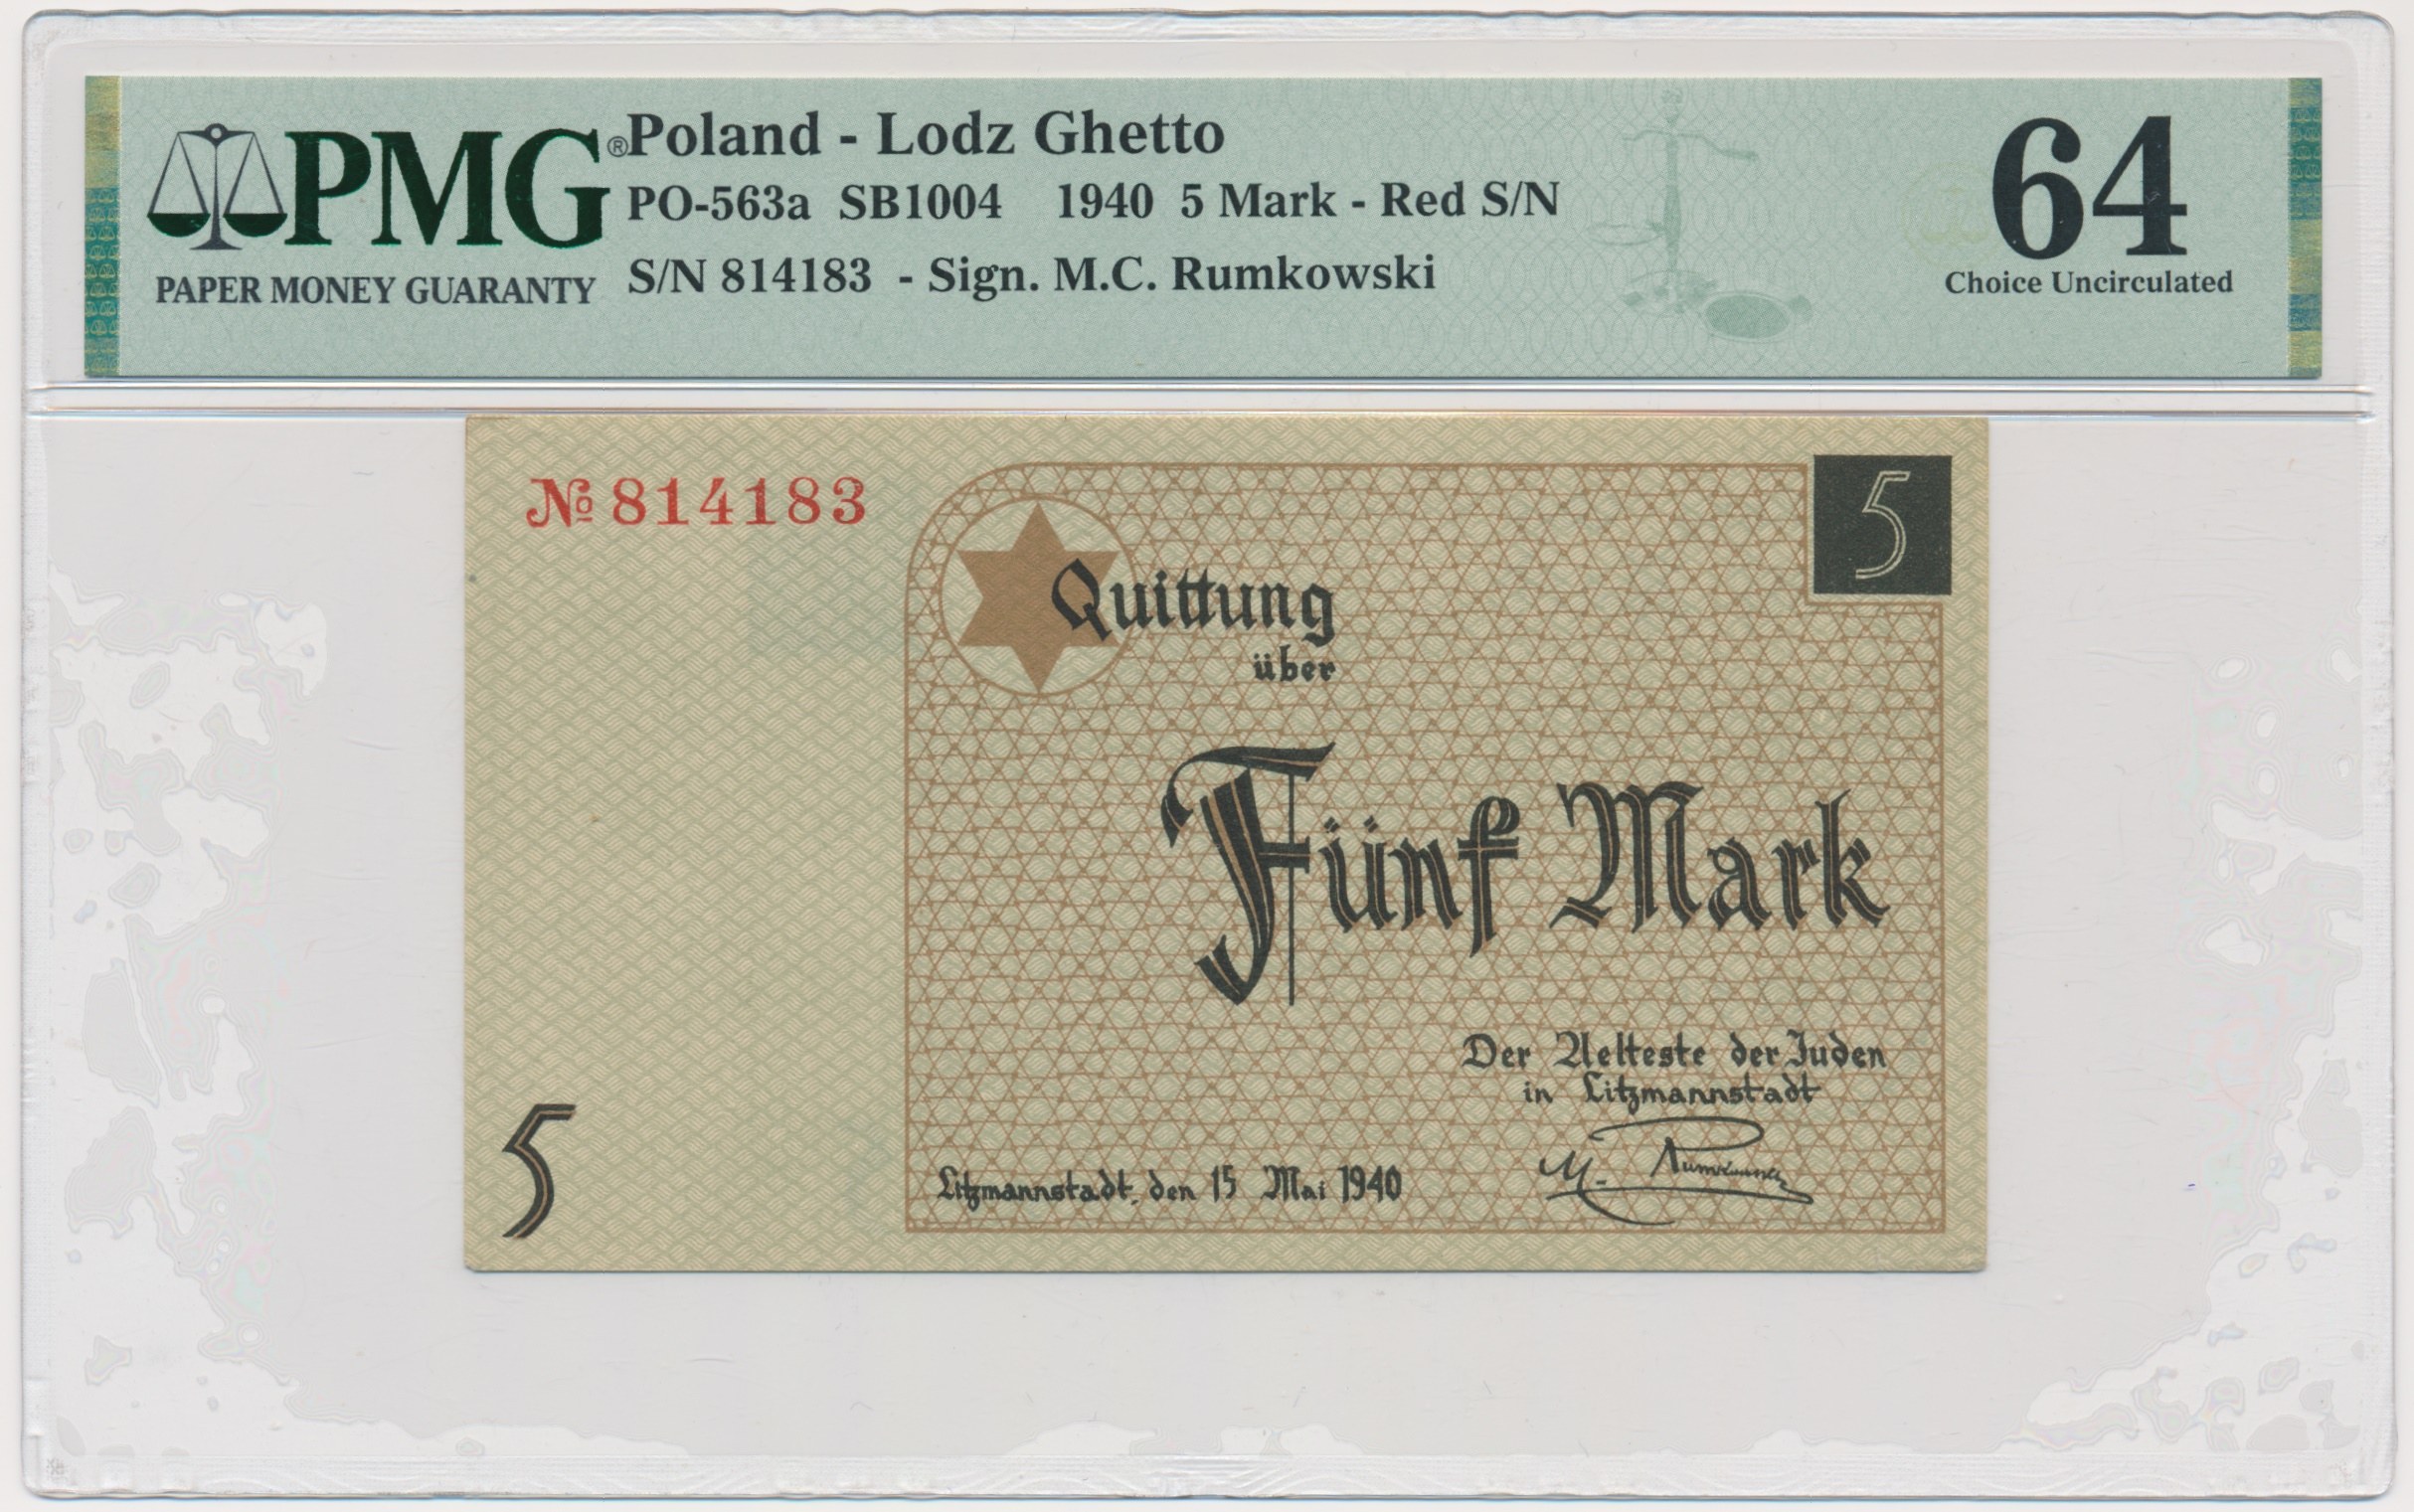 PMG®
PAPER MONEY GUARANTY
Poland - Lodz Ghetto
PO-563a SB1004 1940 5 Mark - Red S/N
S/N 814183 - Sign. M.C. Rumkowski
64
Choice Uncirculated
№ 814183
5
Quittung
über
Fünf Mark
Der Aelteste der Juden
in Litzmannstadt
M. Rumkowski
Litzmannstadt, den 15 Mai 1940
5